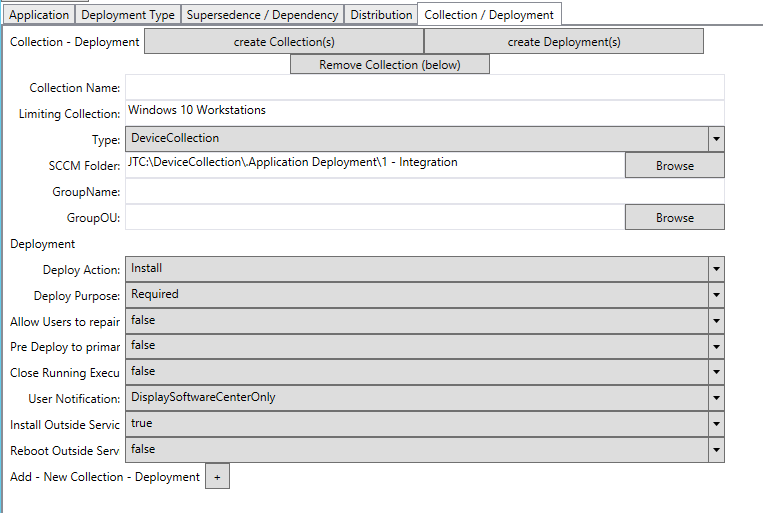 Application Deployment Type Supersedence / Dependency Distribution Collection / Deployment
Collection - Deployment create Collection(s) create Deployment(s)
Remove Collection (below)
Collection Name:
Limiting Collection: Windows 10 Workstations
Type: DeviceCollection
SCCM Folder: JTC:\DeviceCollection\.Application Deployment\1 - Integration Browse
GroupName:
GroupOU: Browse
Deployment
Deploy Action: Install
Deploy Purpose: Required
Allow Users to repair false
Pre Deploy to primar false
Close Running Execu false
User Notification: DisplaySoftwareCenterOnly
Install Outside Servic true
Reboot Outside Serv false
Add - New Collection - Deployment +